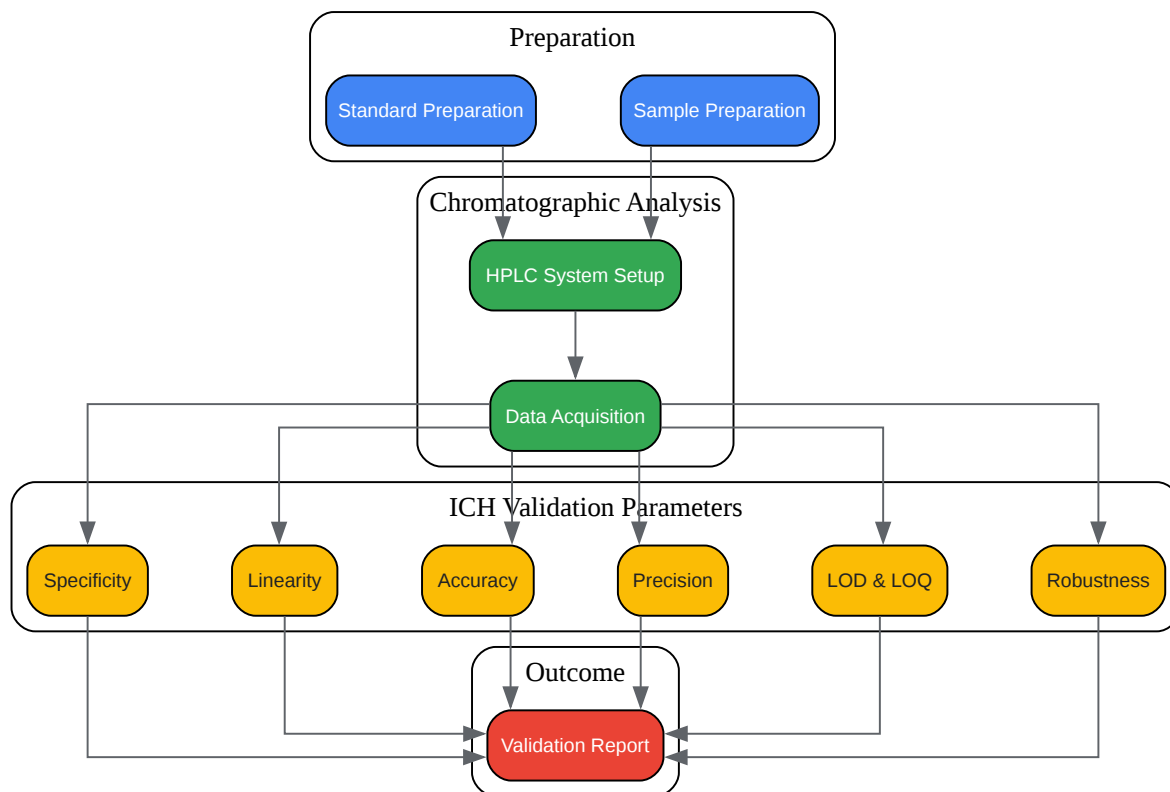 Preparation
Standard Preparation
Sample Preparation
Chromatographic Analysis
HPLC System Setup
Data Acquisition
ICH Validation Parameters
Specificity
Linearity
Accuracy
Precision
LOD & LOQ
Robustness
Outcome
Validation Report